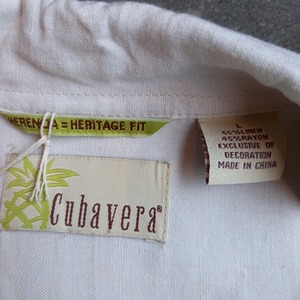 HERENCIA = HERITAGE FIT
Cubavera®
L
55% LINEN
45% RAYON
EXCLUSIVE OF
DECORATION
MADE IN CHINA